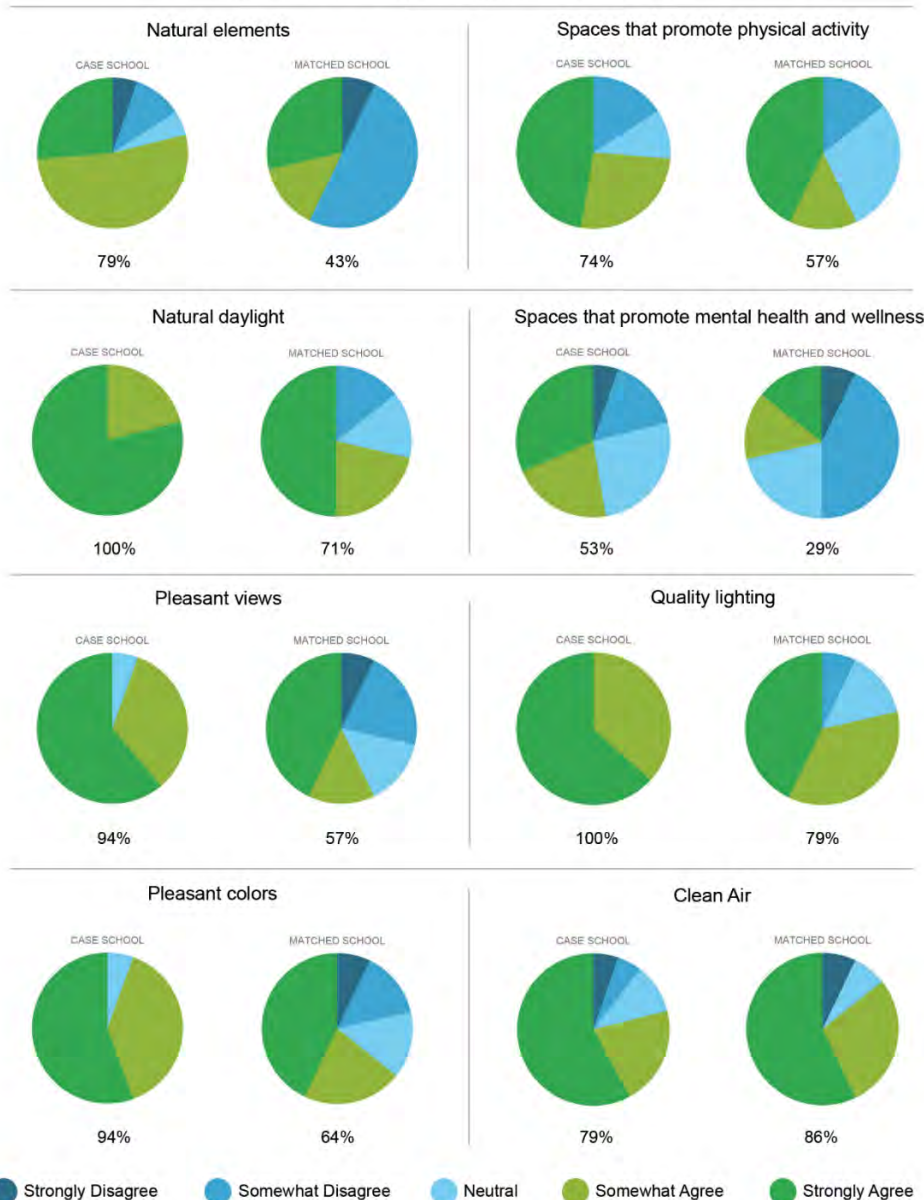 Natural elements
Spaces that promote physical activity
CASE SCHOOL
MATCHED SCHOOL
CASE SCHOOL
MATCHED SCHOOL
79%
43%
74%
57%
Natural daylight
Spaces that promote mental health and wellness
CASE SCHOOL
MATCHED SCHOOL
CASE SCHOOL
MATCHED SCHOOL
100%
71%
53%
29%
Pleasant views
Quality lighting
CASE SCHOOL
MATCHED SCHOOL
CASE SCHOOL
MATCHED SCHOOL
94%
57%
100%
79%
Pleasant colors
Clean Air
CASE SCHOOL
MATCHED SCHOOL
CASE SCHOOL
MATCHED SCHOOL
94%
64%
79%
86%
Strongly Disagree
Somewhat Disagree
Neutral
Somewhat Agree
Strongly Agree